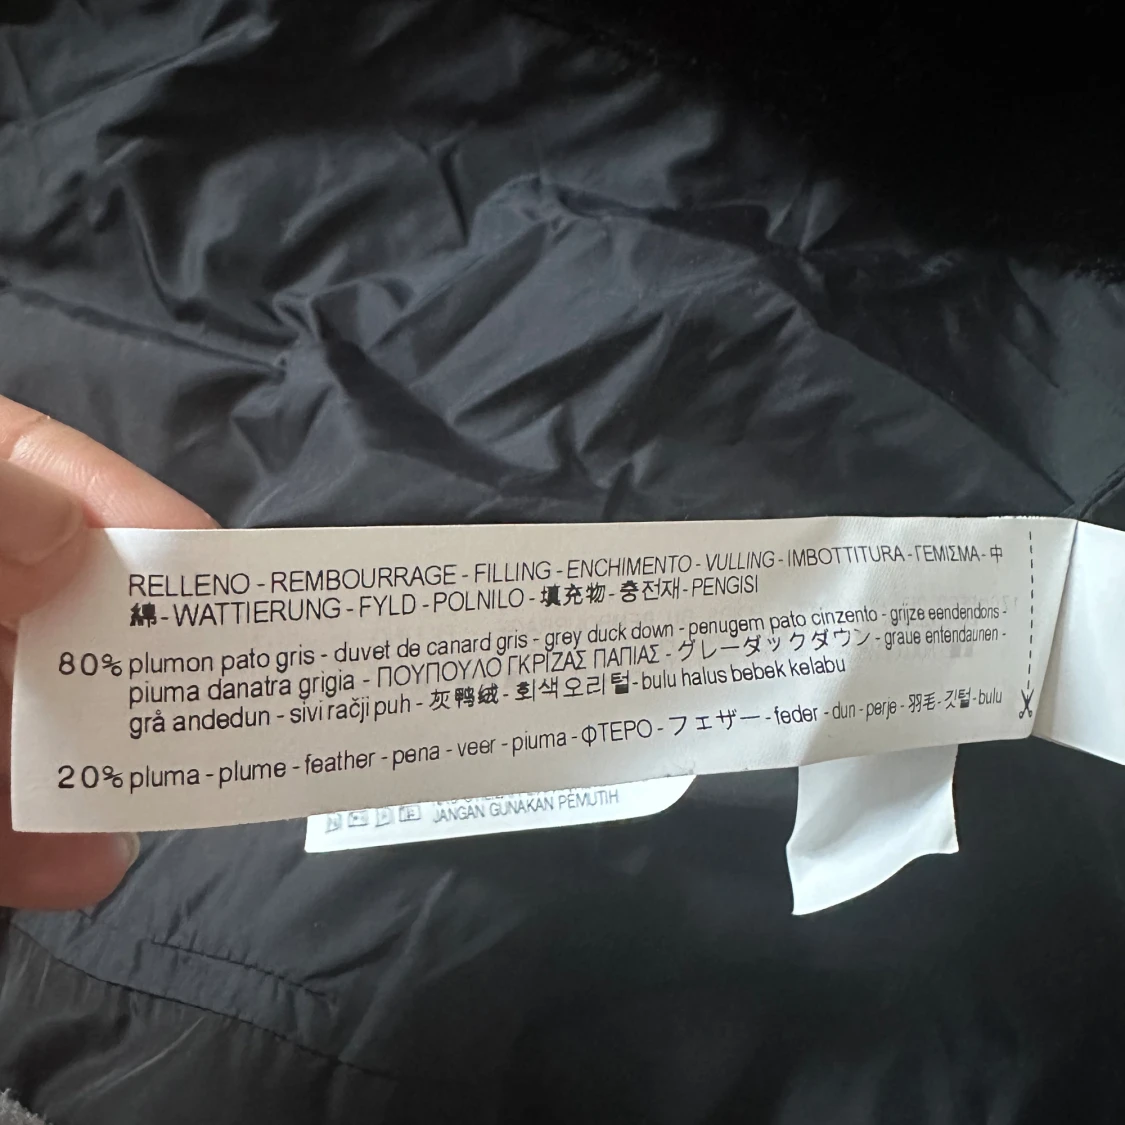 RELLENO - REMBOURRAGE - FILLING - ENCHIMENTO - VULLING - IMBOTTITURA - ΓΕΜΙΣΜΑ - 中
綿 - WATTIERUNG - FYLD - POLNILO - 填充物 - 충전재 - PENGISI
80% plumon pato gris - duvet de canard gris - grey duck down - penugem pato cinzento - grijze eendendons -
piuma danatra grigia - ΠΟΥΠΟΥΛΟ ΓΚΡΙΖΑΣ ΠΑΠΙΑΣ - グレーダックダウン - graue entendaunen -
grå andedun - sivi rački puh - 灰鸭绒 - 회색오리털 - bulu halus bebek kelabu
20% pluma - plume - feather - pena - veer - piuma - ΦΤΕΡΟ - フェザー - feder - dun - perje - 羽毛 - 깃털 - bulu
JANGAN GUNAKAN PEMUTIH